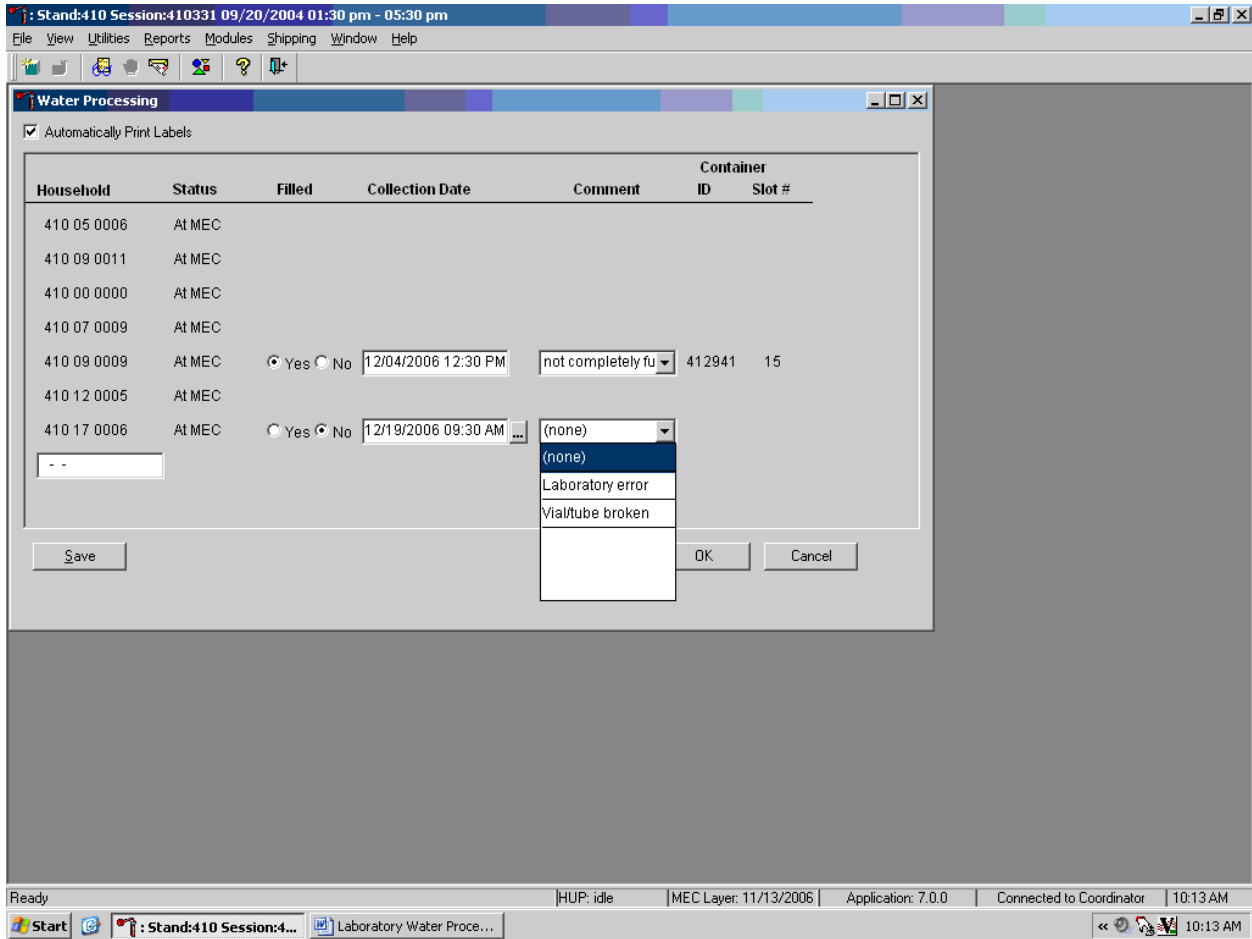 : Stand:410 Session:410331 09/20/2004 01:30 pm - 05:30 pm
File View Utilities Reports Modules Shipping Window Help
Water Processing
Automatically Print Labels
Container
Household Status Filled Collection Date Comment ID Slot #
410 05 0006 At MEC
410 09 0011 At MEC
410 00 0000 At MEC
410 07 0009 At MEC
410 09 0009 At MEC Yes No 12/04/2006 12:30 PM not completely fu 412941 15
410 12 0005 At MEC
410 17 0006 At MEC Yes No 12/19/2006 09:30 AM ... (none)
- -
(none)
Laboratory error
Vial/tube broken
Save OK Cancel
Ready HUP: idle MEC Layer: 11/13/2006 Application: 7.0.0 Connected to Coordinator 10:13 AM
Start : Stand:410 Session:4... Laboratory Water Proce... « 10:13 AM